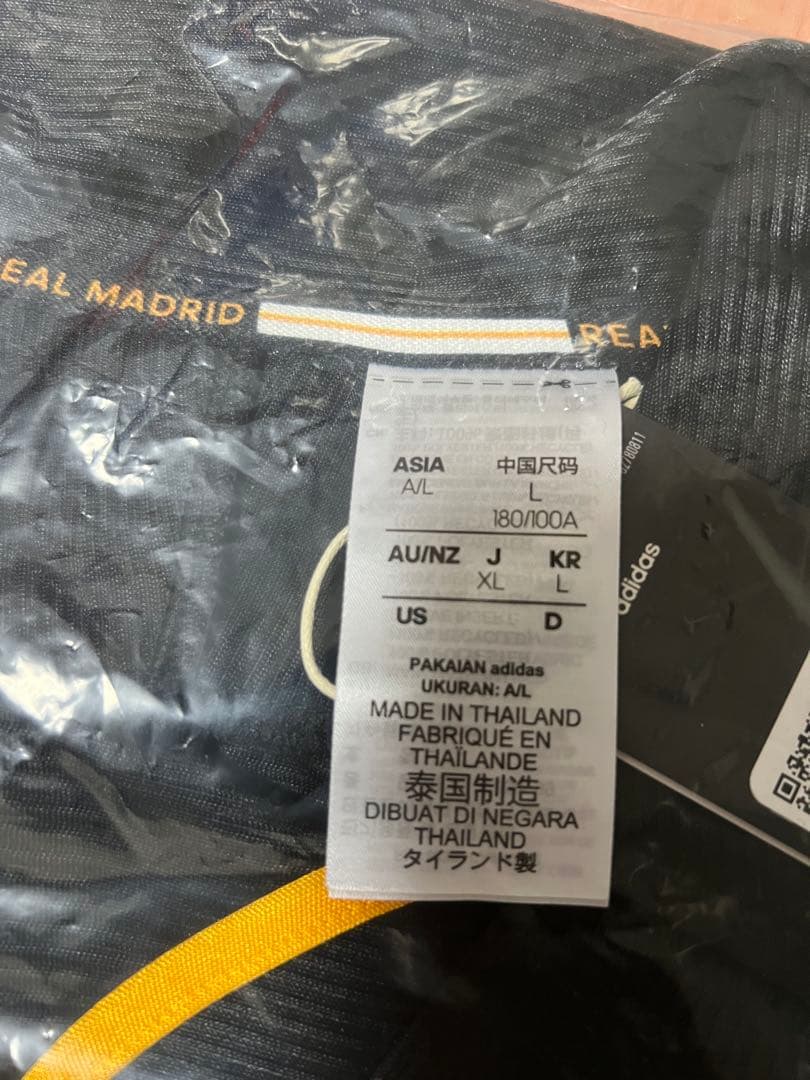 EAL MADRID
REA
ASIA 中国尺码
A/L L
180/100A
AU/NZ J KR
XL L
US D
PAKAIAN adidas
UKURAN: A/L
MADE IN THAILAND
FABRIQUÉ EN
THAÏLANDE
泰国制造
DIBUAT DI NEGARA
THAILAND
タイランド製
adidas